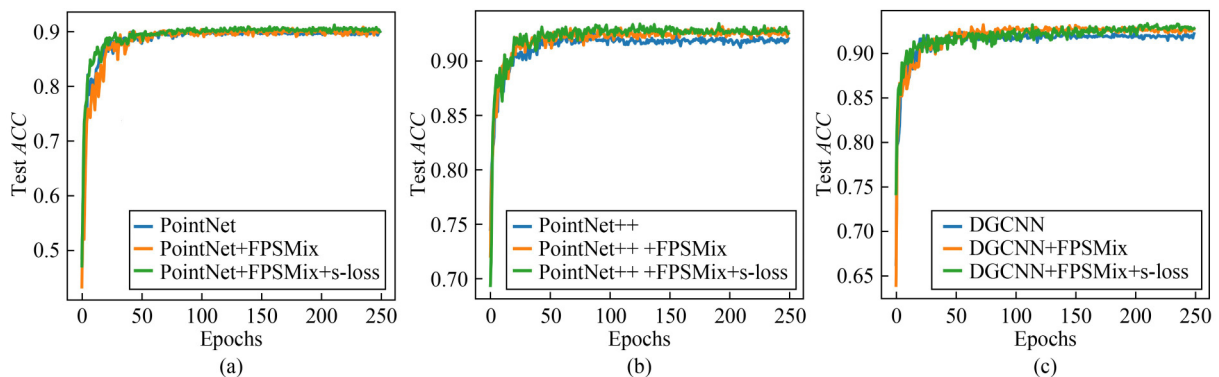 Test ACC
0.9
0.8
0.7
0.6
0.5
PointNet
PointNet+FPSMix
PointNet+FPSMix+s-loss
0 50 100 150 200 250
Epochs
(a)
Test ACC
0.90
0.85
0.80
0.75
0.70
PointNet++
PointNet++ +FPSMix
PointNet++ +FPSMix+s-loss
0 50 100 150 200 250
Epochs
(b)
Test ACC
0.90
0.85
0.80
0.75
0.70
0.65
DGCNN
DGCNN+FPSMix
DGCNN+FPSMix+s-loss
0 50 100 150 200 250
Epochs
(c)